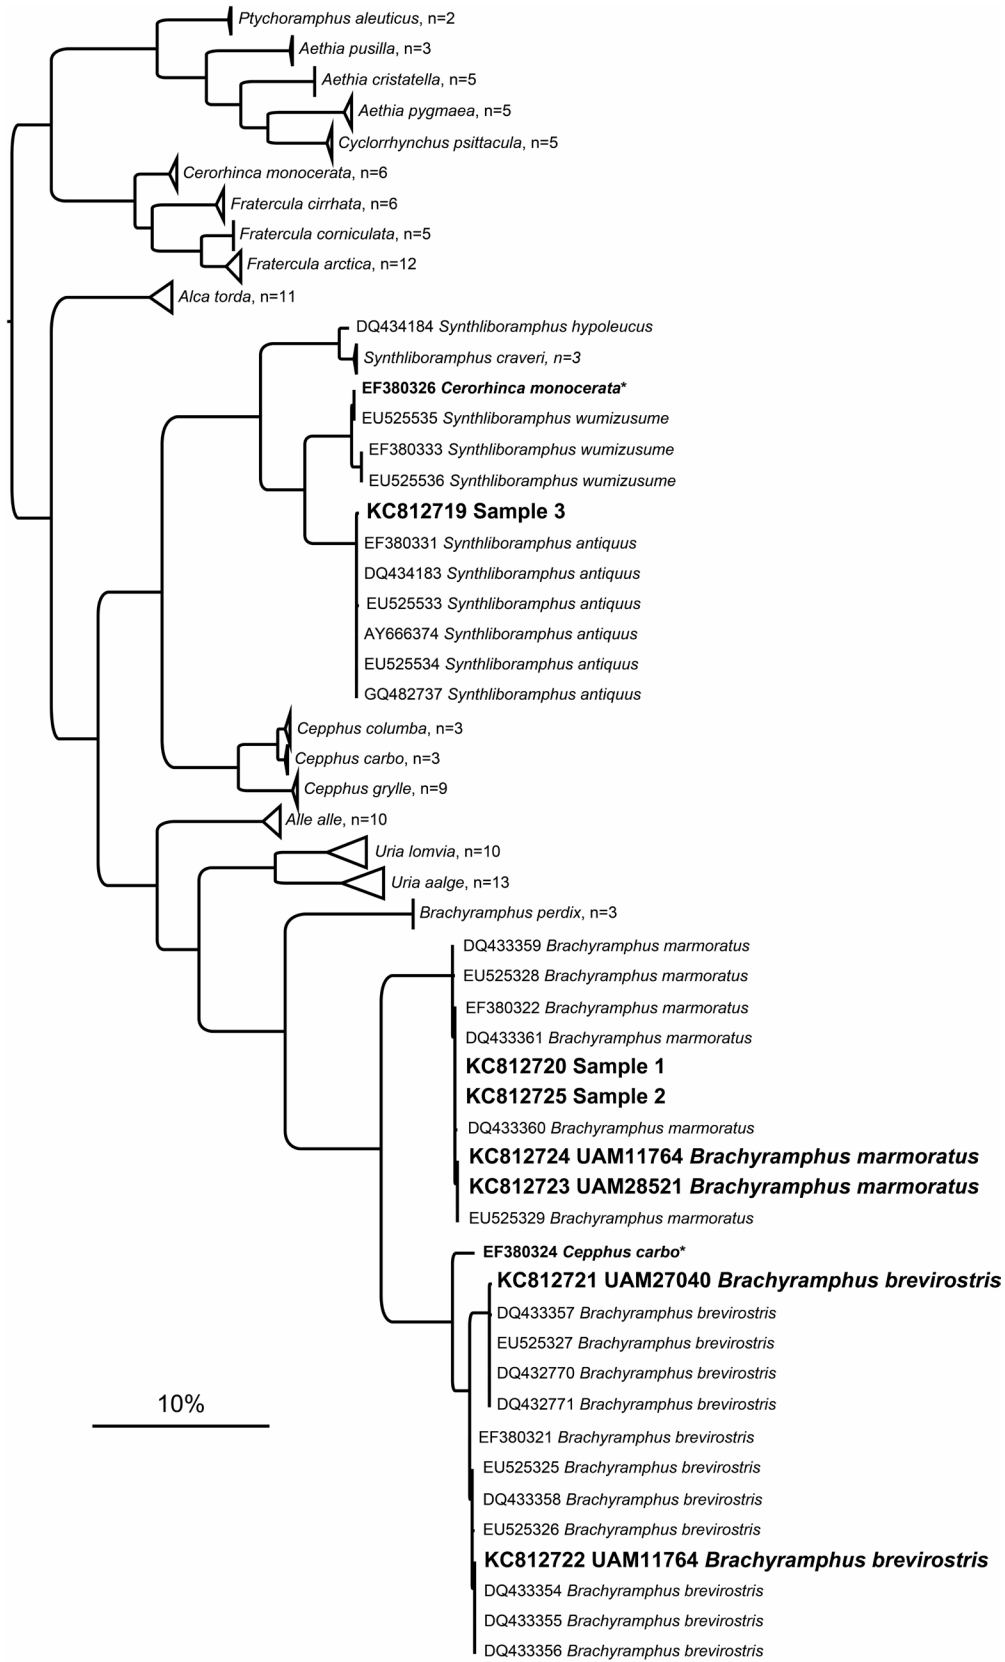 Ptychoramphus aleuticus, n=2
Aethia pusilla, n=3
Aethia cristatella, n=5
Aethia pygmaea, n=5
Cyclorrhynchus psittacula, n=5
Cerorhinca monocerata, n=6
Fratercula cirrhata, n=6
Fratercula corniculata, n=5
Fratercula arctica, n=12
Alca torda, n=11
DQ434184 Synthliboramphus hypoleucus
Synthliboramphus craveri, n=3
EF380326 Cerorhinca monocerata*
EU525535 Synthliboramphus wumizusume
EF380333 Synthliboramphus wumizusume
EU525536 Synthliboramphus wumizusume
KC812719 Sample 3
EF380331 Synthliboramphus antiquus
DQ434183 Synthliboramphus antiquus
EU525533 Synthliboramphus antiquus
AY666374 Synthliboramphus antiquus
EU525534 Synthliboramphus antiquus
GQ482737 Synthliboramphus antiquus
Cepphus columba, n=3
Cepphus carbo, n=3
Cepphus grylle, n=9
Alle alle, n=10
Uria lomvia, n=10
Uria aalge, n=13
Brachyramphus perdix, n=3
DQ433359 Brachyramphus marmoratus
EU525328 Brachyramphus marmoratus
EF380322 Brachyramphus marmoratus
DQ433361 Brachyramphus marmoratus
KC812720 Sample 1
KC812725 Sample 2
DQ433360 Brachyramphus marmoratus
KC812724 UAM11764 Brachyramphus marmoratus
KC812723 UAM28521 Brachyramphus marmoratus
EU525329 Brachyramphus marmoratus
EF380324 Cepphus carbo*
KC812721 UAM27040 Brachyramphus brevirostris
DQ433357 Brachyramphus brevirostris
EU525327 Brachyramphus brevirostris
DQ432770 Brachyramphus brevirostris
DQ432771 Brachyramphus brevirostris
10%
EF380321 Brachyramphus brevirostris
EU525325 Brachyramphus brevirostris
DQ433358 Brachyramphus brevirostris
EU525326 Brachyramphus brevirostris
KC812722 UAM11764 Brachyramphus brevirostris
DQ433354 Brachyramphus brevirostris
DQ433355 Brachyramphus brevirostris
DQ433356 Brachyramphus brevirostris